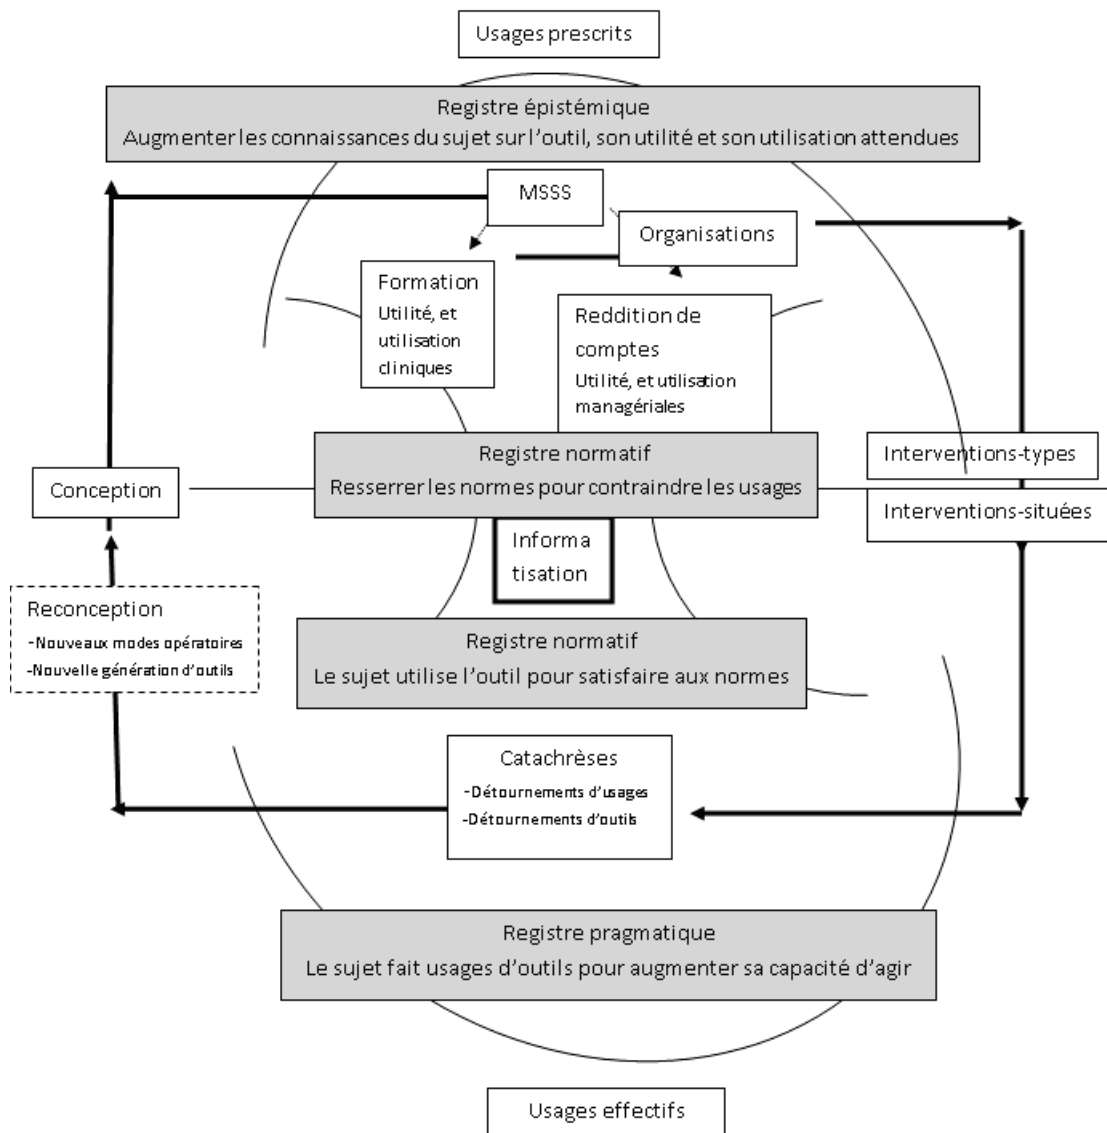 Usages prescrits
Registre épistémique
Augmenter les connaissances du sujet sur l'outil, son utilité et son utilisation attendues
MSSS
Organisations
Formation
Utilité, et
utilisation
cliniques
Reddition de
comptes
Utilité, et utilisation
managériales
Registre normatif
Resserrer les normes pour contraindre les usages
Interventions-types
Conception
Interventions-situées
Informa
tisation
Reconception
-Nouveaux modes opératoires
-Nouvelle génération d'outils
Registre normatif
Le sujet utilise l'outil pour satisfaire aux normes
Catachrèses
-Détournements d'usages
-Détournements d'outils
Registre pragmatique
Le sujet fait usages d'outils pour augmenter sa capacité d'agir
Usages effectifs